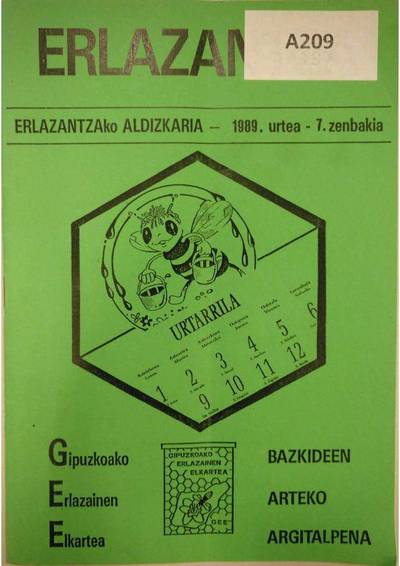 ERLAZAN
A209
ERLAZANTZAko ALDIZKARIA — 1989. urtea - 7. zenbakia
URTARRILA
1 2 3 4 5 6
9 10 11 12
Gipuzkoako
Erlazainen
Elkartea
GIPUZKOAKO
ERLAZAINEN
ELKARTEA
GEE
BAZKIDEEN
ARTEKO
ARGITALPENA